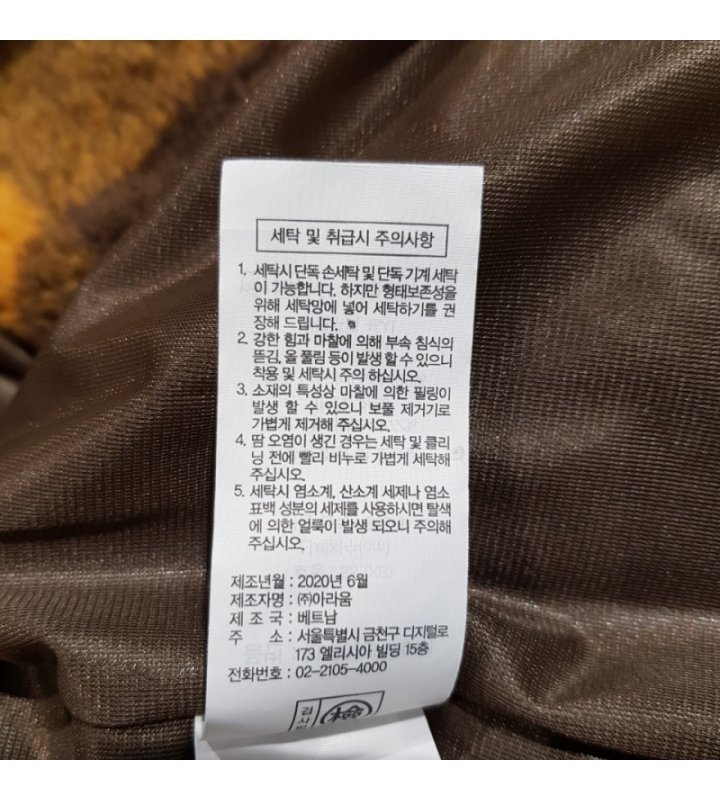 세탁 및 취급시 주의사항
1. 세탁시 단독 손세탁 및 단독 기계 세탁
이 가능합니다. 하지만 형태보존성을
위해 세탁망에 넣어 세탁하기를 권
장해 드립니다.
2. 강한 힘과 마찰에 의해 부속 침식의
뜯김, 올 풀림 등이 발생 할 수 있으니
착용 및 세탁시 주의 하십시오.
3. 소재의 특성상 마찰에 의한 필링이
발생 할 수 있으니 보풀 제거기로
가볍게 제거해 주십시오.
4. 땀 오염이 생긴 경우는 세탁 및 클리
닝 전에 빨리 비누로 가볍게 세탁해
주십시오.
5. 세탁시 염소계, 산소계 세제나 염소
표백 성분의 세제를 사용하시면 탈색
에 의한 얼룩이 발생 되오니 주의해
주십시오.
제조년월 : 2020년 6월
제조자명 : ㈜아라움
제 조 국 : 베트남
주 소 : 서울특별시 금천구 디지털로
173 엘리시아 빌딩 15층
전화번호 : 02-2105-4000
검사
檢